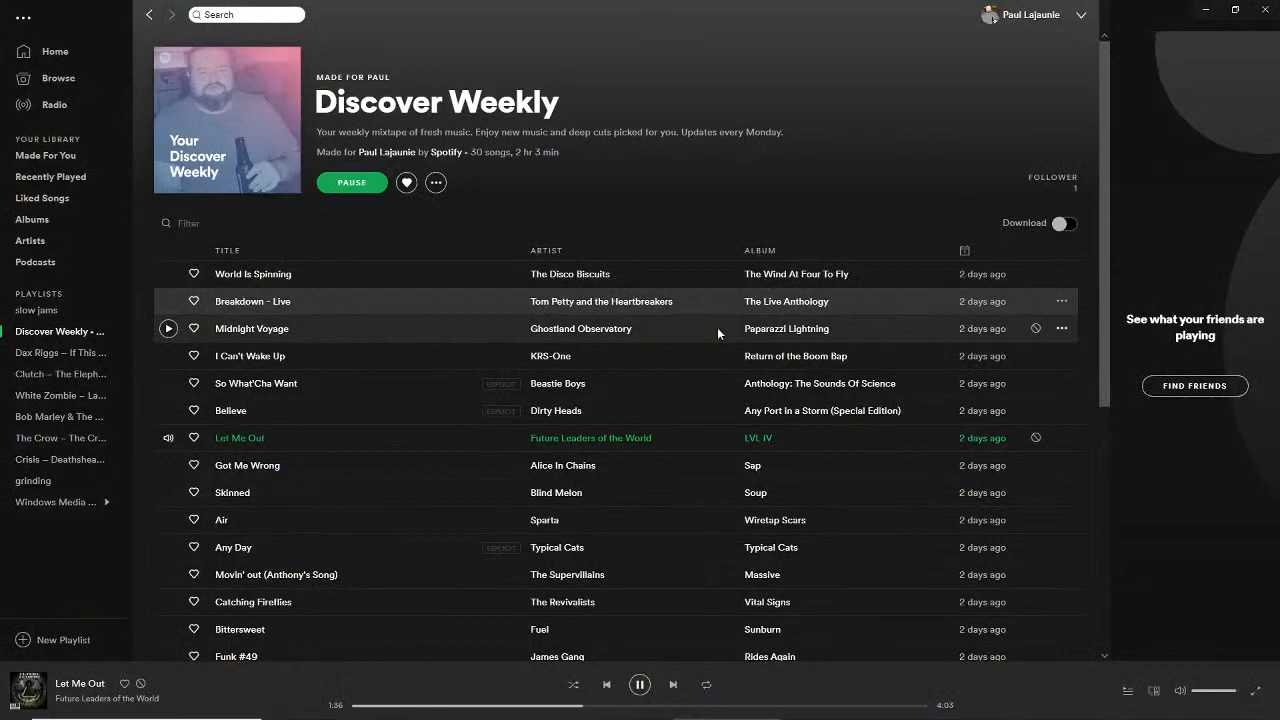 Search
Paul Lajaunie
Home
Browse
Radio
YOUR LIBRARY
Made For You
Recently Played
Liked Songs
Albums
Artists
Podcasts
PLAYLISTS
slow jams
Discover Weekly • ...
Dax Riggs – If This ...
Clutch – The Eleph...
White Zombie – La...
Bob Marley & The ...
The Crow – The Cr...
Crisis – Deathshea...
grinding
Windows Media ...
New Playlist
Your
Discover
Weekly
MADE FOR PAUL
Discover Weekly
Your weekly mixtape of fresh music. Enjoy new music and deep cuts picked for you. Updates every Monday.
Made for Paul Lajaunie by Spotify • 30 songs, 2 hr 3 min
PAUSE
FOLLOWER
1
Filter
Download
TITLE ARTIST ALBUM
World Is Spinning The Disco Biscuits The Wind At Four To Fly 2 days ago
Breakdown - Live Tom Petty and the Heartbreakers The Live Anthology 2 days ago
Midnight Voyage Ghostland Observatory Paparazzi Lightning 2 days ago
I Can't Wake Up KRS-One Return of the Boom Bap 2 days ago
So What'Cha Want EXPLICIT Beastie Boys Anthology: The Sounds Of Science 2 days ago
Believe EXPLICIT Dirty Heads Any Port in a Storm (Special Edition) 2 days ago
Let Me Out Future Leaders of the World LVL IV 2 days ago
Got Me Wrong Alice In Chains Sap 2 days ago
Skinned Blind Melon Soup 2 days ago
Air Sparta Wiretap Scars 2 days ago
Any Day EXPLICIT Typical Cats Typical Cats 2 days ago
Movin' out (Anthony's Song) The Supervillains Massive 2 days ago
Catching Fireflies The Revivalists Vital Signs 2 days ago
Bittersweet Fuel Sunburn 2 days ago
Funk #49 James Gang Rides Again 2 days ago
See what your friends are
playing
FIND FRIENDS
Let Me Out
Future Leaders of the World
1:36
4:03